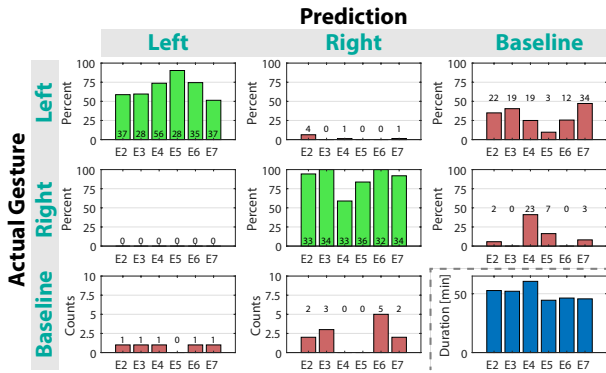 Prediction
Left Right Baseline
Actual Gesture
Left
Percent
100
75
50
25
0
37 28 56 28 35 37
E2 E3 E4 E5 E6 E7
Percent
100
75
50
25
0
4 0 1 0 0 1
E2 E3 E4 E5 E6 E7
Percent
100
75
50
25
0
22 19 19 3 12 34
E2 E3 E4 E5 E6 E7
Right
Percent
100
75
50
25
0
0 0 0 0 0 0
E2 E3 E4 E5 E6 E7
Percent
100
75
50
25
0
33 34 33 36 32 34
E2 E3 E4 E5 E6 E7
Percent
100
75
50
25
0
2 0 23 7 0 3
E2 E3 E4 E5 E6 E7
Baseline
Counts
10
7.5
5
2.5
0
1 1 1 0 1 1
E2 E3 E4 E5 E6 E7
Counts
10
7.5
5
2.5
0
2 3 0 0 5 2
E2 E3 E4 E5 E6 E7
Duration [min]
50
0
E2 E3 E4 E5 E6 E7